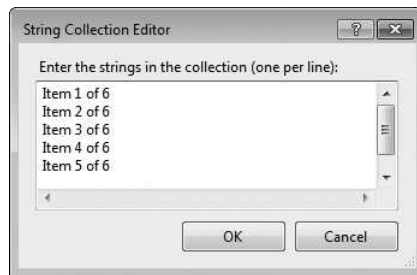 String Collection Editor
?
Enter the strings in the collection (one per line):
Item 1 of 6
Item 2 of 6
Item 3 of 6
Item 4 of 6
Item 5 of 6
OK Cancel